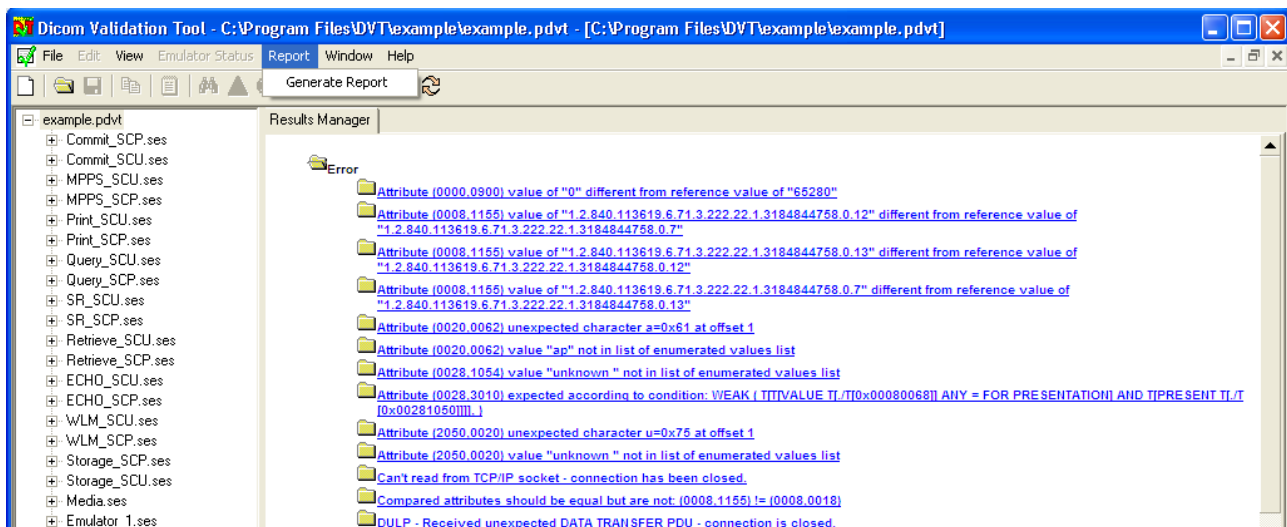 Dicom Validation Tool - C:\Program Files\DVT\example\example.pdvt - [C:\Program Files\DVT\example\example.pdvt]
File Edit View Emulator Status Report Window Help
Generate Report
example.pdvt
Commit_SCP.ses
Commit_SCU.ses
MPPS_SCU.ses
MPPS_SCP.ses
Print_SCU.ses
Print_SCP.ses
Query_SCU.ses
Query_SCP.ses
SR_SCU.ses
SR_SCP.ses
Retrieve_SCU.ses
Retrieve_SCP.ses
ECHO_SCU.ses
ECHO_SCP.ses
WLM_SCU.ses
WLM_SCP.ses
Storage_SCP.ses
Storage_SCU.ses
Media.ses
Emulator 1.ses
Results Manager
Error
Attribute (0000,0900) value of "0" different from reference value of "65280"
Attribute (0008,1155) value of "1.2.840.113619.6.71.3.222.22.1.3184844758.0.12" different from reference value of
"1.2.840.113619.6.71.3.222.22.1.3184844758.0.7"
Attribute (0008,1155) value of "1.2.840.113619.6.71.3.222.22.1.3184844758.0.13" different from reference value of
"1.2.840.113619.6.71.3.222.22.1.3184844758.0.12"
Attribute (0008,1155) value of "1.2.840.113619.6.71.3.222.22.1.3184844758.0.7" different from reference value of
"1.2.840.113619.6.71.3.222.22.1.3184844758.0.13"
Attribute (0020,0062) unexpected character a=0x61 at offset 1
Attribute (0020,0062) value "ap" not in list of enumerated values list
Attribute (0028,1054) value "unknown " not in list of enumerated values list
Attribute (0028,3010) expected according to condition: WEAK ( T[T[VALUE T[./T[0x00080068]] ANY = FOR PRESENTATION] AND T[PRESENT T[./T
[0x00281050]]]], )
Attribute (2050,0020) unexpected character u=0x75 at offset 1
Attribute (2050,0020) value "unknown " not in list of enumerated values list
Can't read from TCP/IP socket - connection has been closed.
Compared attributes should be equal but are not: (0008,1155) != (0008,0018)
DULP - Received unexpected DATA TRANSFER PDU - connection is closed.